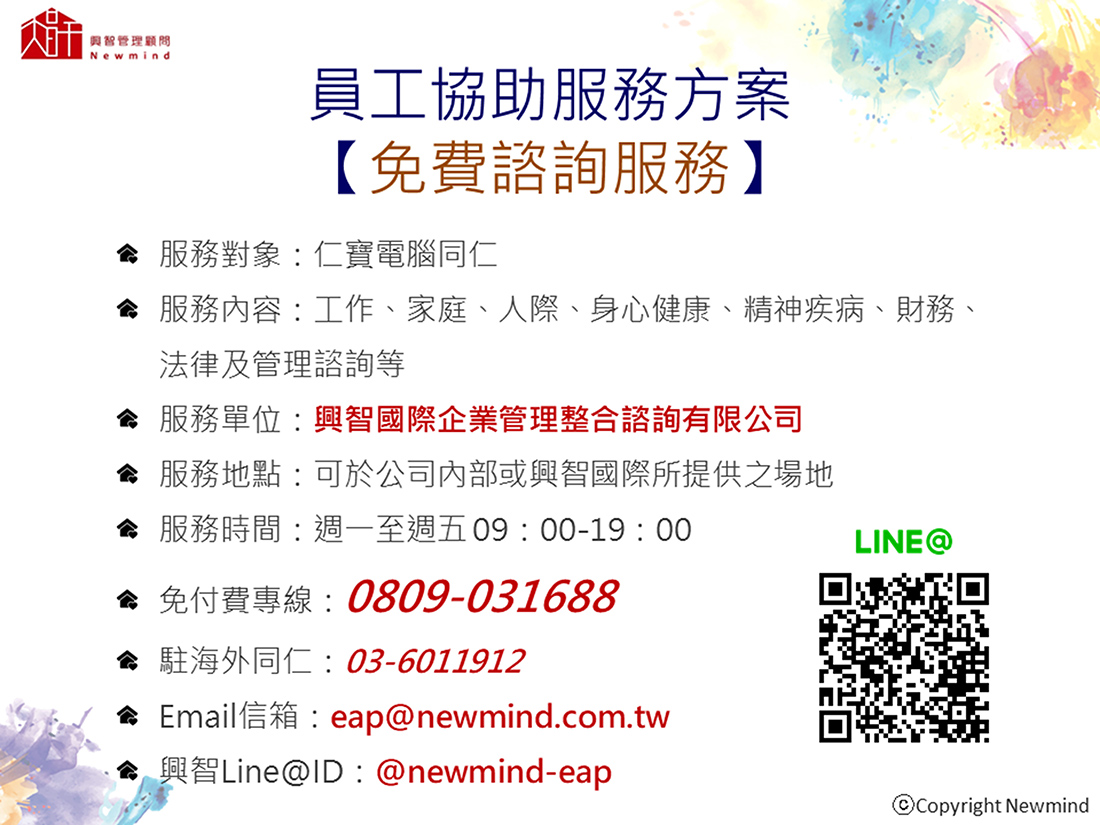 興智管理顧問
Newmind
員工協助服務方案
【免費諮詢服務】
服務對象：仁寶電腦同仁
服務內容：工作、家庭、人際、身心健康、精神疾病、財務、
法律及管理諮詢等
服務單位：興智國際企業管理整合諮詢有限公司
服務地點：可於公司內部或興智國際所提供之場地
服務時間：週一至週五09：00-19：00
免付費專線：0809-031688
駐海外同仁：03-6011912
Email信箱：eap@newmind.com.tw
興智Line@ID：@newmind-eap
LINE@
ⓒCopyright Newmind